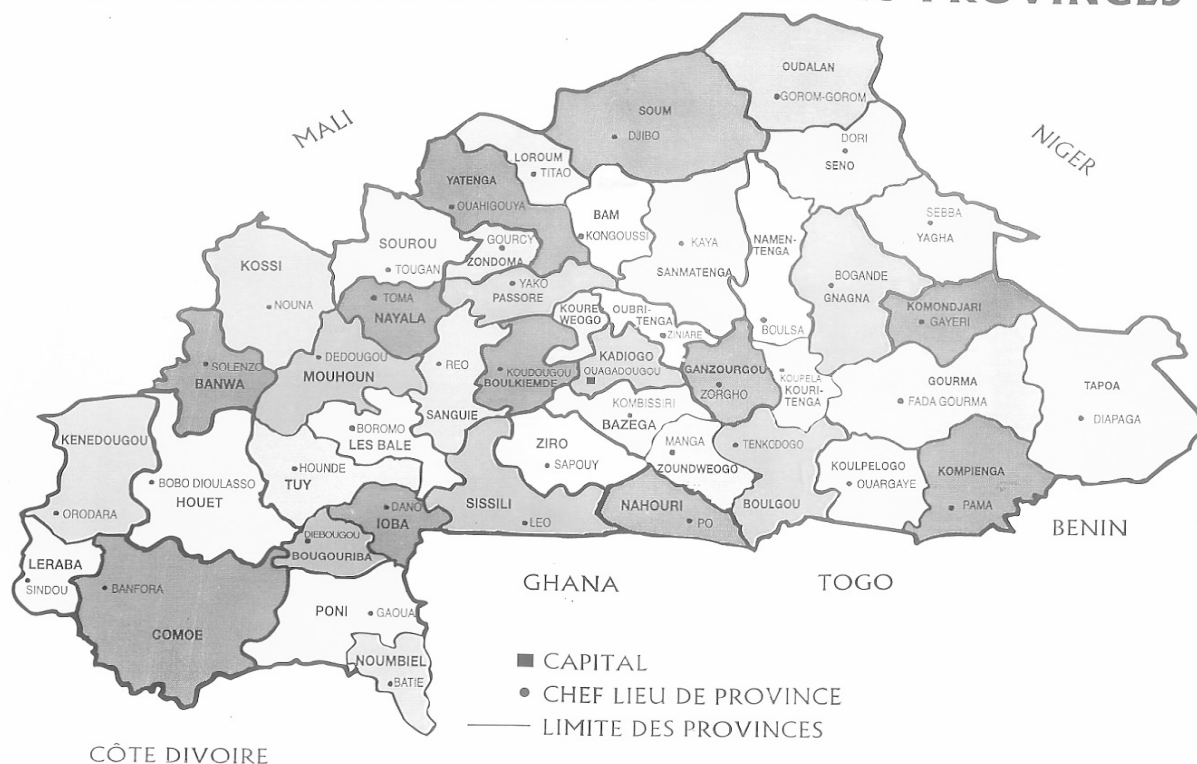 PROVINCES
MALI
NIGER
OUDALAN
GOROM-GOROM
SOUM
DJIBO
DORI
SENO
LOROUM
TITAO
YATENGA
OUAHIGOUYA
BAM
KONGOUSSI
KAYA
SANMATENGA
NAMEN-
TENGA
BOULSA
SEBBA
YAGHA
SOUROU
TOUGAN
GOURCY
ZONDOMA
KOSSI
NOUNA
YAKO
PASSORE
BOGANDE
GNAGNA
KOMONDJARI
GAYERI
TOMA
NAYALA
KOURE
WEOGO
OUBRI-
TENGA
ZINIARE
SOLENZO
BANWA
DEDOUGOU
MOUHOUN
REO
SANGUIE
KOUDOUGOU
BOULKIEMDE
KADIOGO
OUAGADOUGOU
GANZOURGOU
ZORGHO
KOUPELA
KOURI-
TENGA
GOURMA
FADA GOURMA
TAPOA
DIAPAGA
KENEDOUGOU
ORODARA
BOROMO
LES BALE
KOMBISSIRI
BAZEGA
BOBO DIOULASSO
HOUET
HOUNDE
TUY
ZIRO
SAPOUY
MANGA
ZOUNDWEOGO
TENKODOGO
BOULGOU
KOULPELOGO
OUARGAYE
KOMPIENGA
PAMA
DANO
IOBA
SISSILI
LEO
NAHOURI
PO
DIEBOUGOU
BOUGOURIBA
BENIN
LERABA
SINDOU
BANFORA
COMOE
PONI
GAOUA
GHANA
TOGO
NOUMBIEL
BATIE
CAPITAL
CHEF LIEU DE PROVINCE
LIMITE DES PROVINCES
CÔTE DIVOIRE